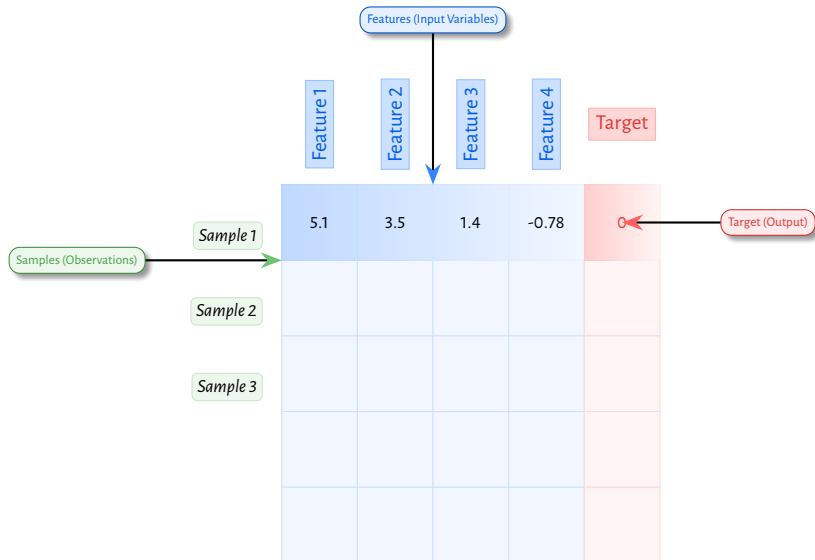 Features (Input Variables)
Feature 1
Feature 2
Feature 3
Feature 4
Target
Sample 1
5.1
3.5
1.4
-0.78
0
Target (Output)
Samples (Observations)
Sample 2
Sample 3